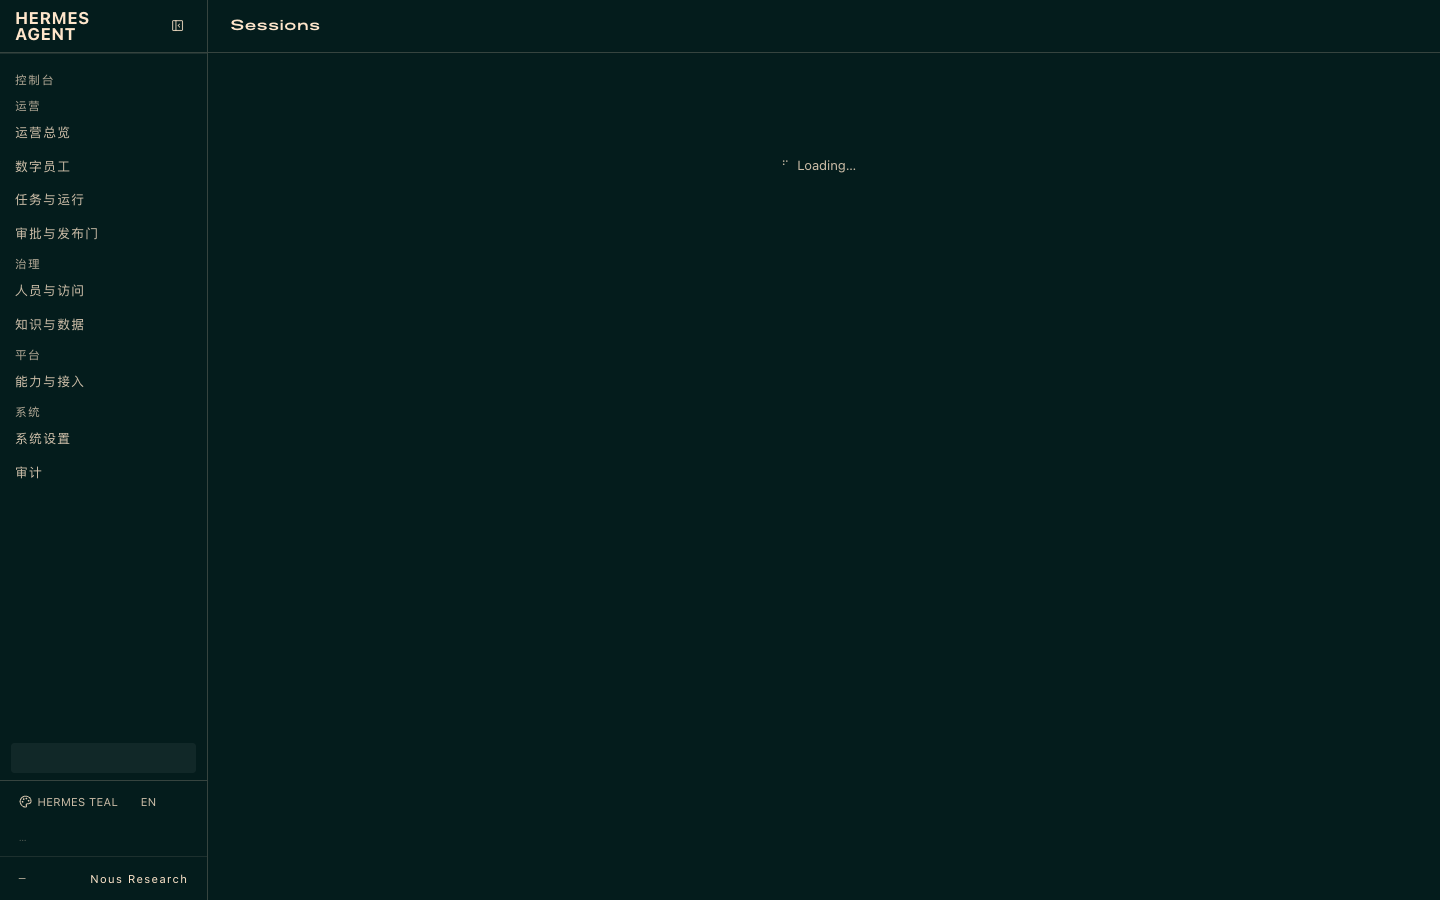 HERMES
AGENT
Sessions
控制台
运营
运营总览
数字员工
任务与运行
审批与发布门
治理
人员与访问
知识与数据
平台
能力与接入
系统
系统设置
审计
Loading...
HERMES TEAL
EN
...
—
Nous Research